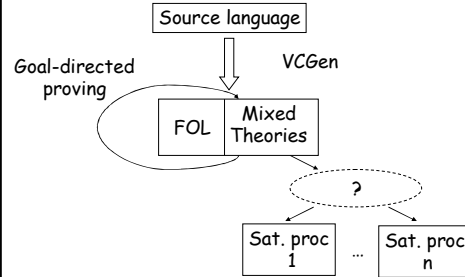 Source language
Goal-directed
proving
VCGen
FOL
Mixed
Theories
?
Sat. proc
1
...
Sat. proc
n